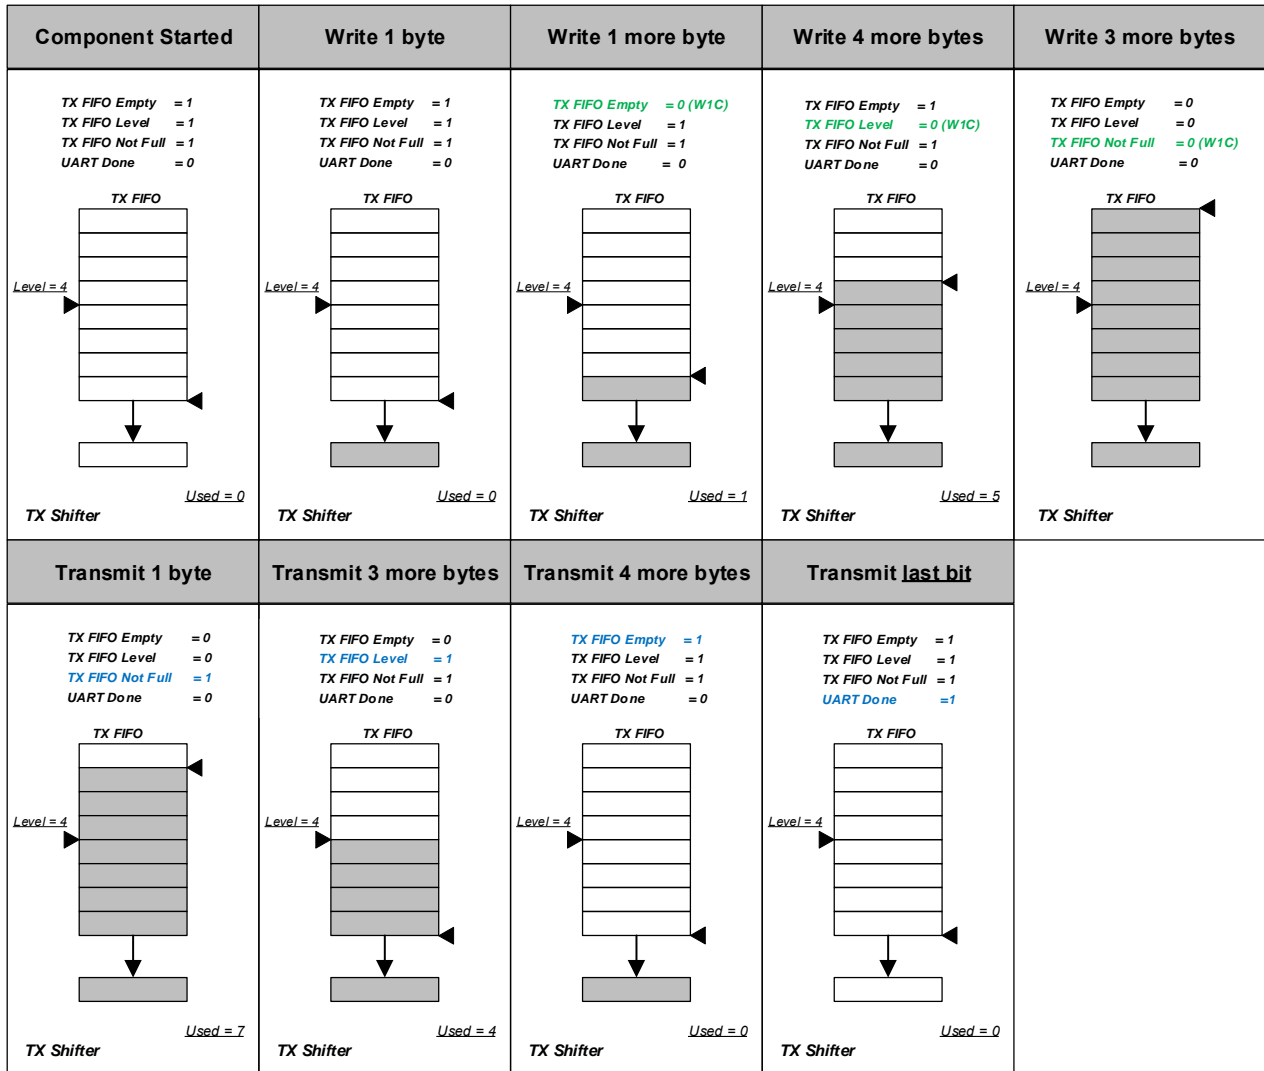 Component Started
TX FIFO Empty = 1
TX FIFO Level = 1
TX FIFO Not Full = 1
UART Done = 0
TX FIFO
Level = 4
Used = 0
TX Shifter
Write 1 byte
TX FIFO Empty = 1
TX FIFO Level = 1
TX FIFO Not Full = 1
UART Done = 0
TX FIFO
Level = 4
Used = 0
TX Shifter
Write 1 more byte
TX FIFO Empty = 0 (W1C)
TX FIFO Level = 1
TX FIFO Not Full = 1
UART Done = 0
TX FIFO
Level = 4
Used = 1
TX Shifter
Write 4 more bytes
TX FIFO Empty = 1
TX FIFO Level = 0 (W1C)
TX FIFO Not Full = 1
UART Done = 0
TX FIFO
Level = 4
Used = 5
TX Shifter
Write 3 more bytes
TX FIFO Empty = 0
TX FIFO Level = 0
TX FIFO Not Full = 0 (W1C)
UART Done = 0
TX FIFO
Level = 4
TX Shifter
Transmit 1 byte
TX FIFO Empty = 0
TX FIFO Level = 0
TX FIFO Not Full = 1
UART Done = 0
TX FIFO
Level = 4
Used = 7
TX Shifter
Transmit 3 more bytes
TX FIFO Empty = 0
TX FIFO Level = 1
TX FIFO Not Full = 1
UART Done = 0
TX FIFO
Level = 4
Used = 4
TX Shifter
Transmit 4 more bytes
TX FIFO Empty = 1
TX FIFO Level = 1
TX FIFO Not Full = 1
UART Done = 0
TX FIFO
Level = 4
Used = 0
TX Shifter
Transmit last bit
TX FIFO Empty = 1
TX FIFO Level = 1
TX FIFO Not Full = 1
UART Done =1
TX FIFO
Level = 4
Used = 0
TX Shifter